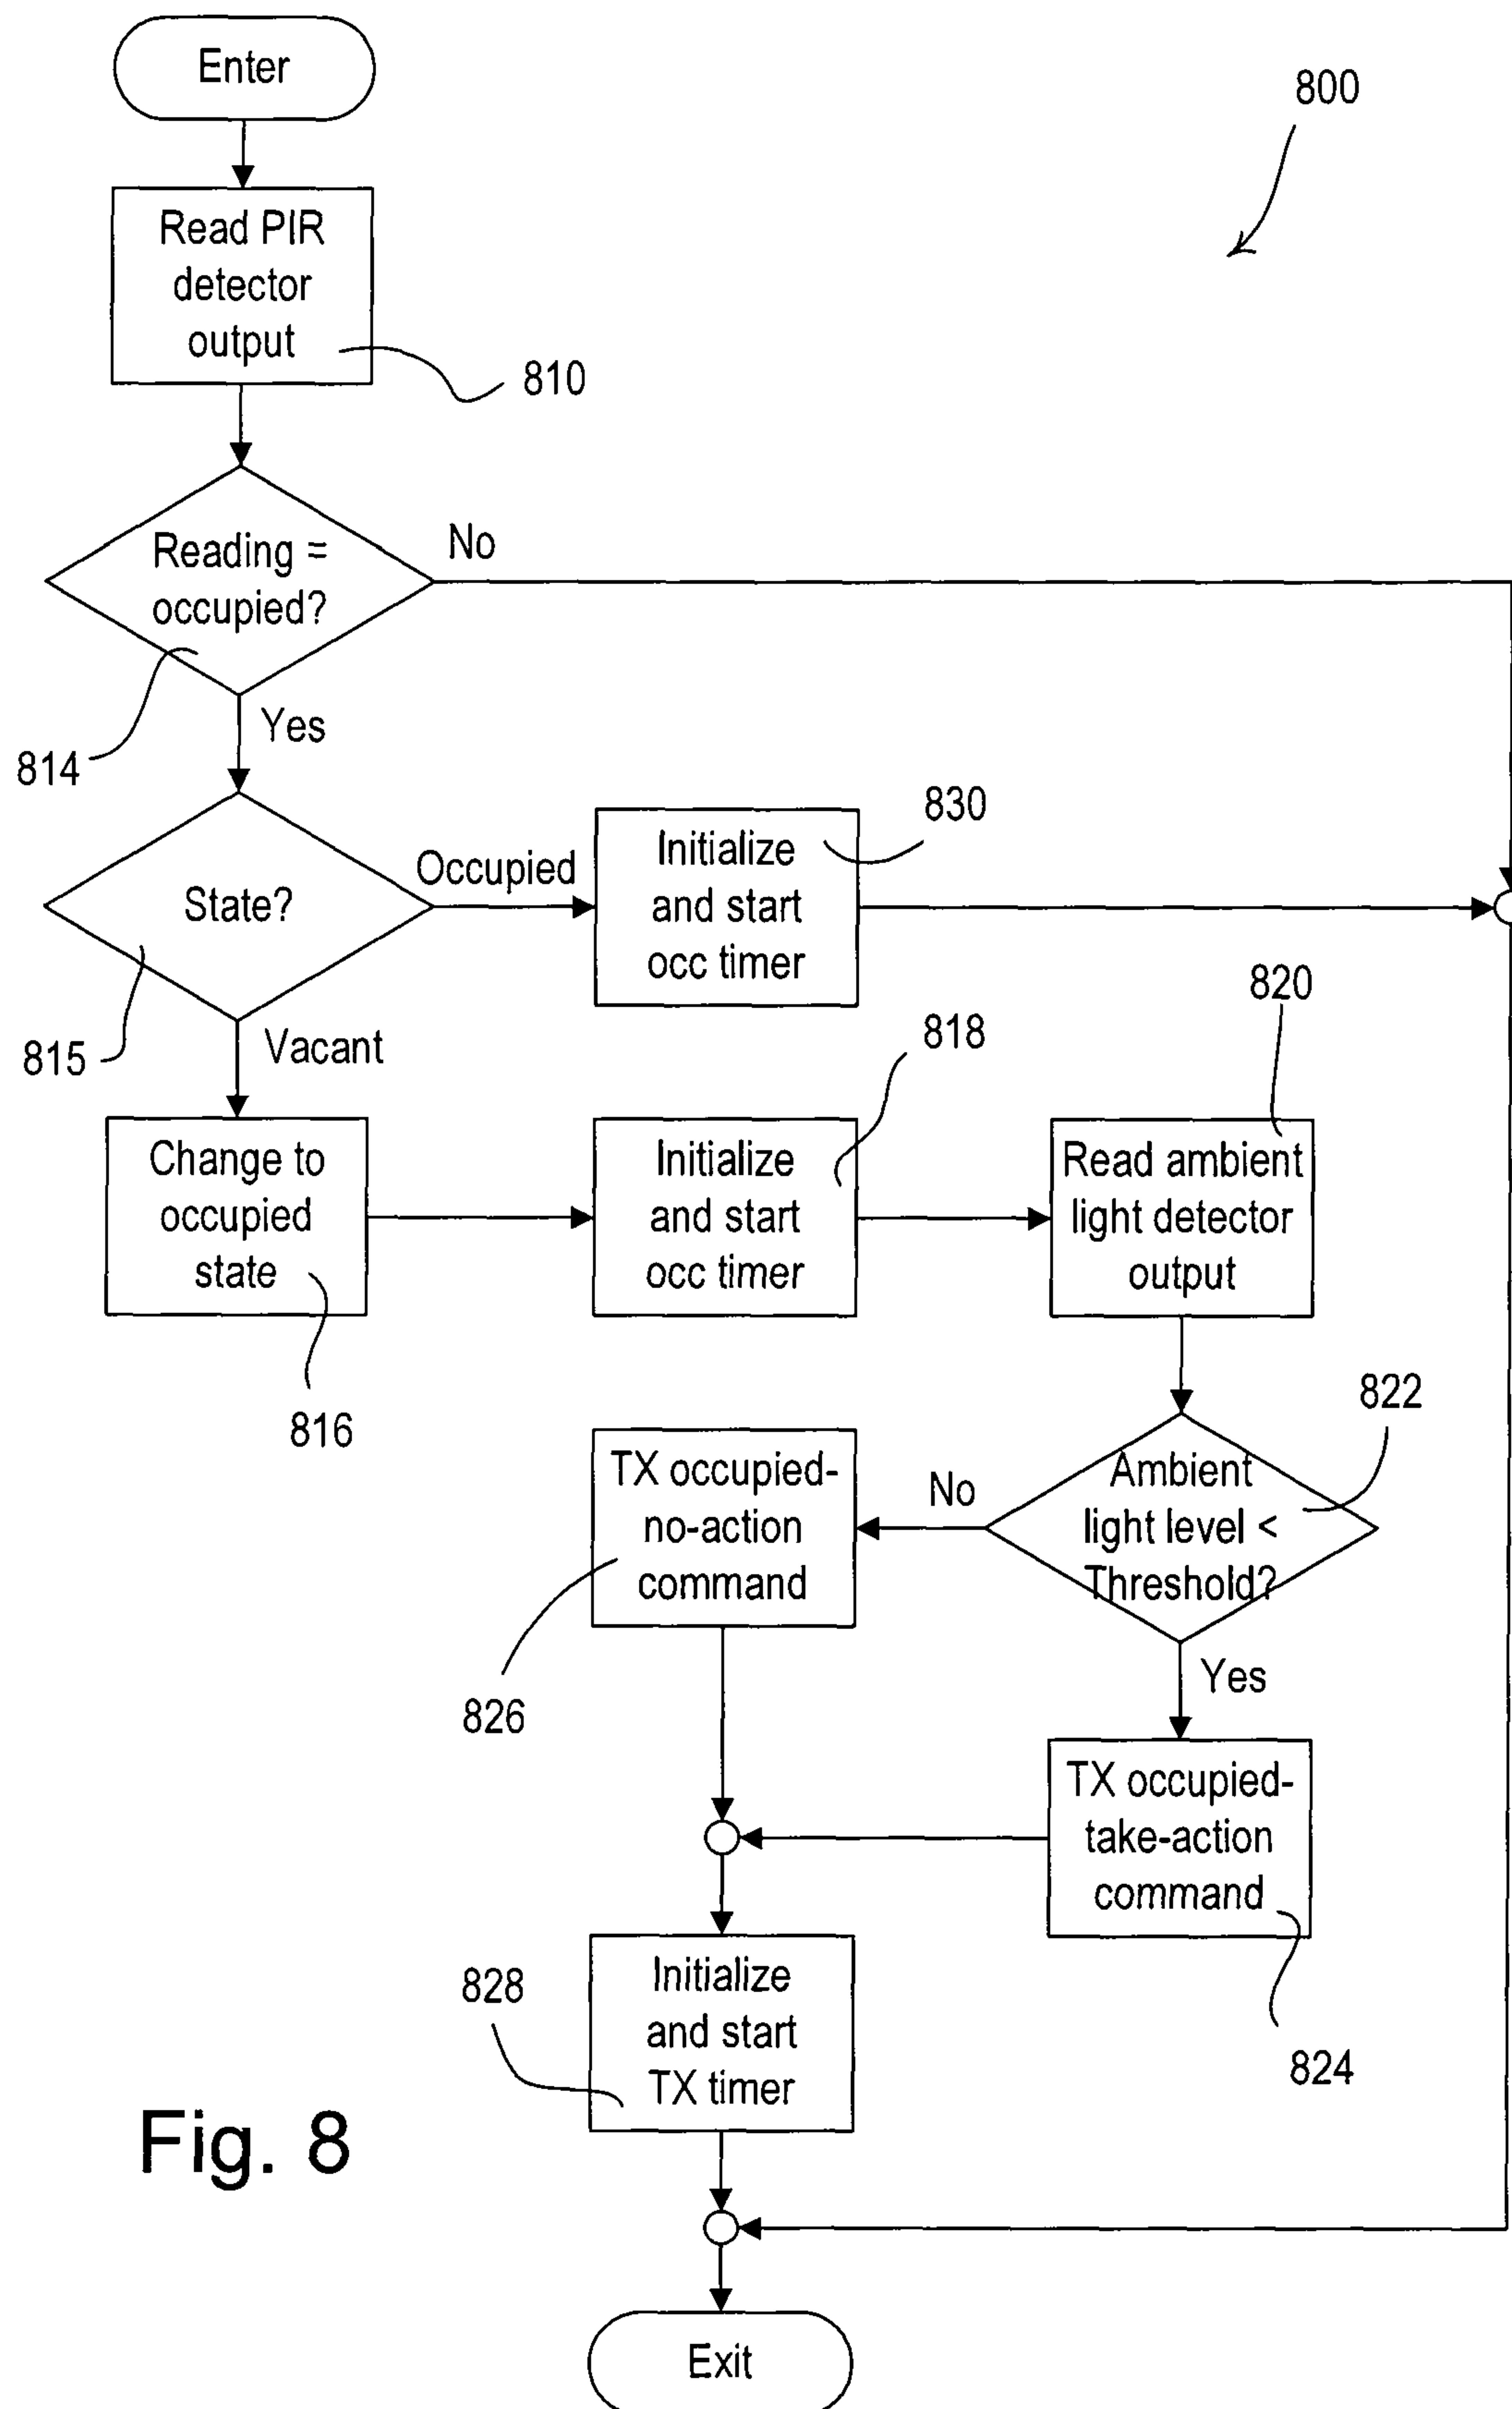 Enter
800
Read PIR
detector
output
810
Reading =
occupied?
No
814
Yes
State?
Occupied
815
Vacant
Initialize
and start
occ timer
830
Change to
occupied
state
816
Initialize
and start
occ timer
818
820
Read ambient
light detector
output
822
Ambient
light level <
Threshold?
No
Yes
TX occupied-
no-action
command
826
TX occupied-
take-action
command
824
828
Initialize
and start
TX timer
Fig. 8
Exit